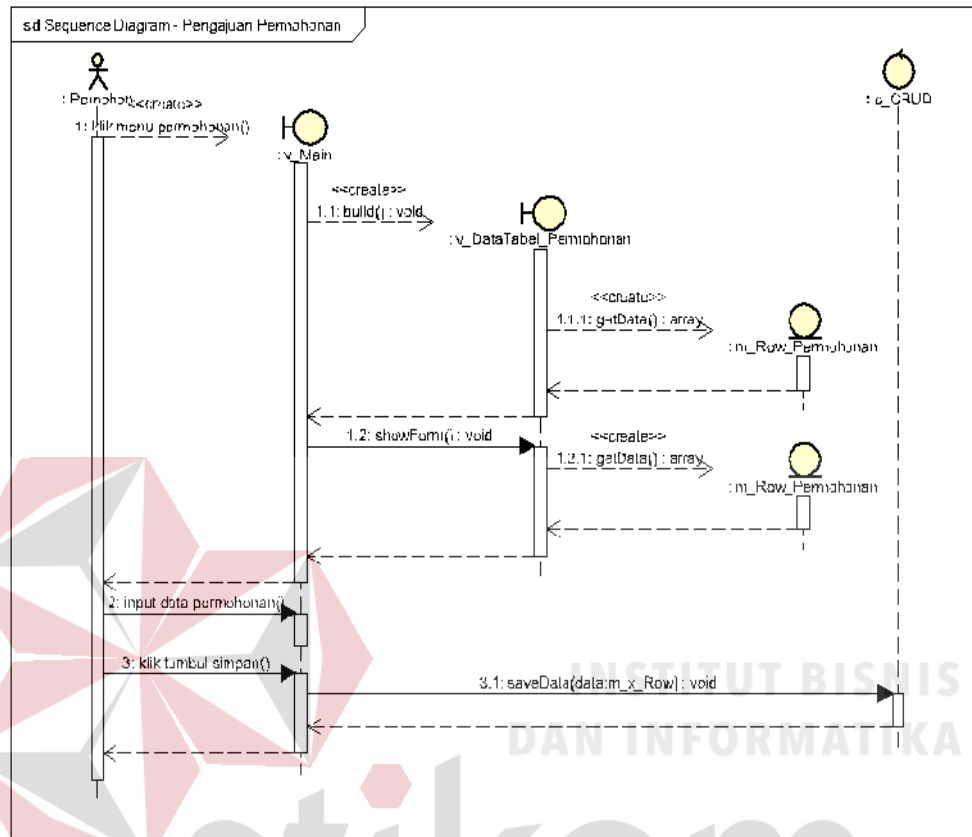 sd Sequence Diagram - Pengajuan Permohonan
: Pemohon
<<create>>
1: klik menu permohonan()
: v_Main
: c_CRUD
<<create>>
1.1: build() : void
: v_DataTabel_Permohonan
<<create>>
1.1.1: getData() : array
: m_Row_Permohonan
1.2: showForm() : void
<<create>>
1.2.1: getData() : array
: m_Row_Permohonan
2: input data permohonan()
3: klik tumbul simpan()
3.1: saveData(data:m_x_Row) : void
INSTITUT BISNIS
DAN INFORMATIKA
stikom